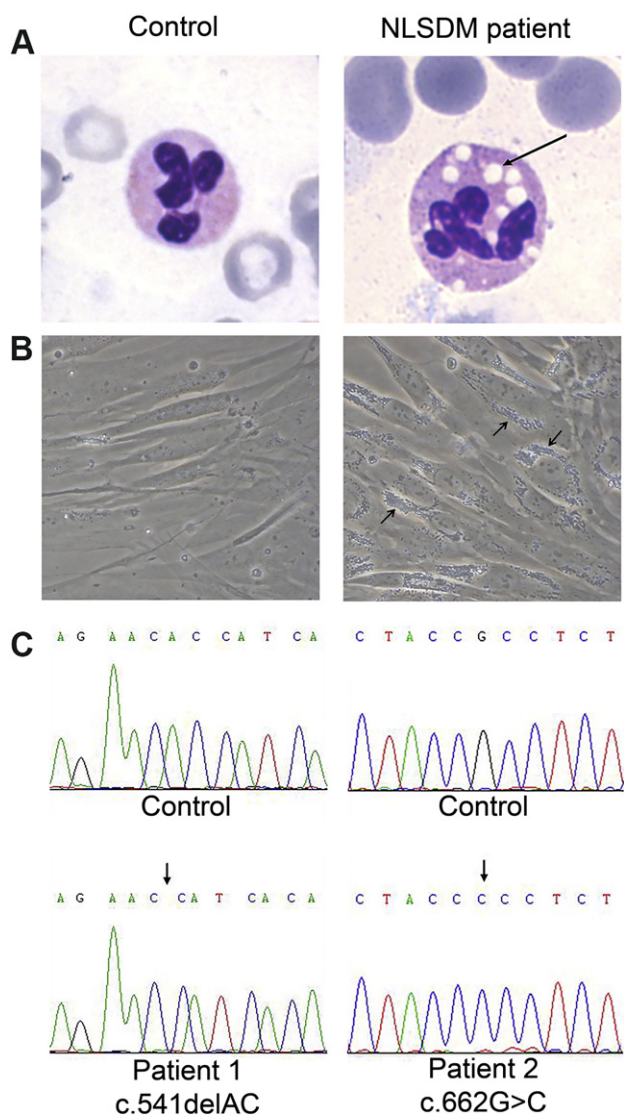 Control NLSDM patient
A
B
C
A G A A C A C C A T C A C T A C C G C C T C T
Control Control
A G A A C C A T C A C A C T A C C C C C T C T
Patient 1 Patient 2
c.541delAC c.662G>C